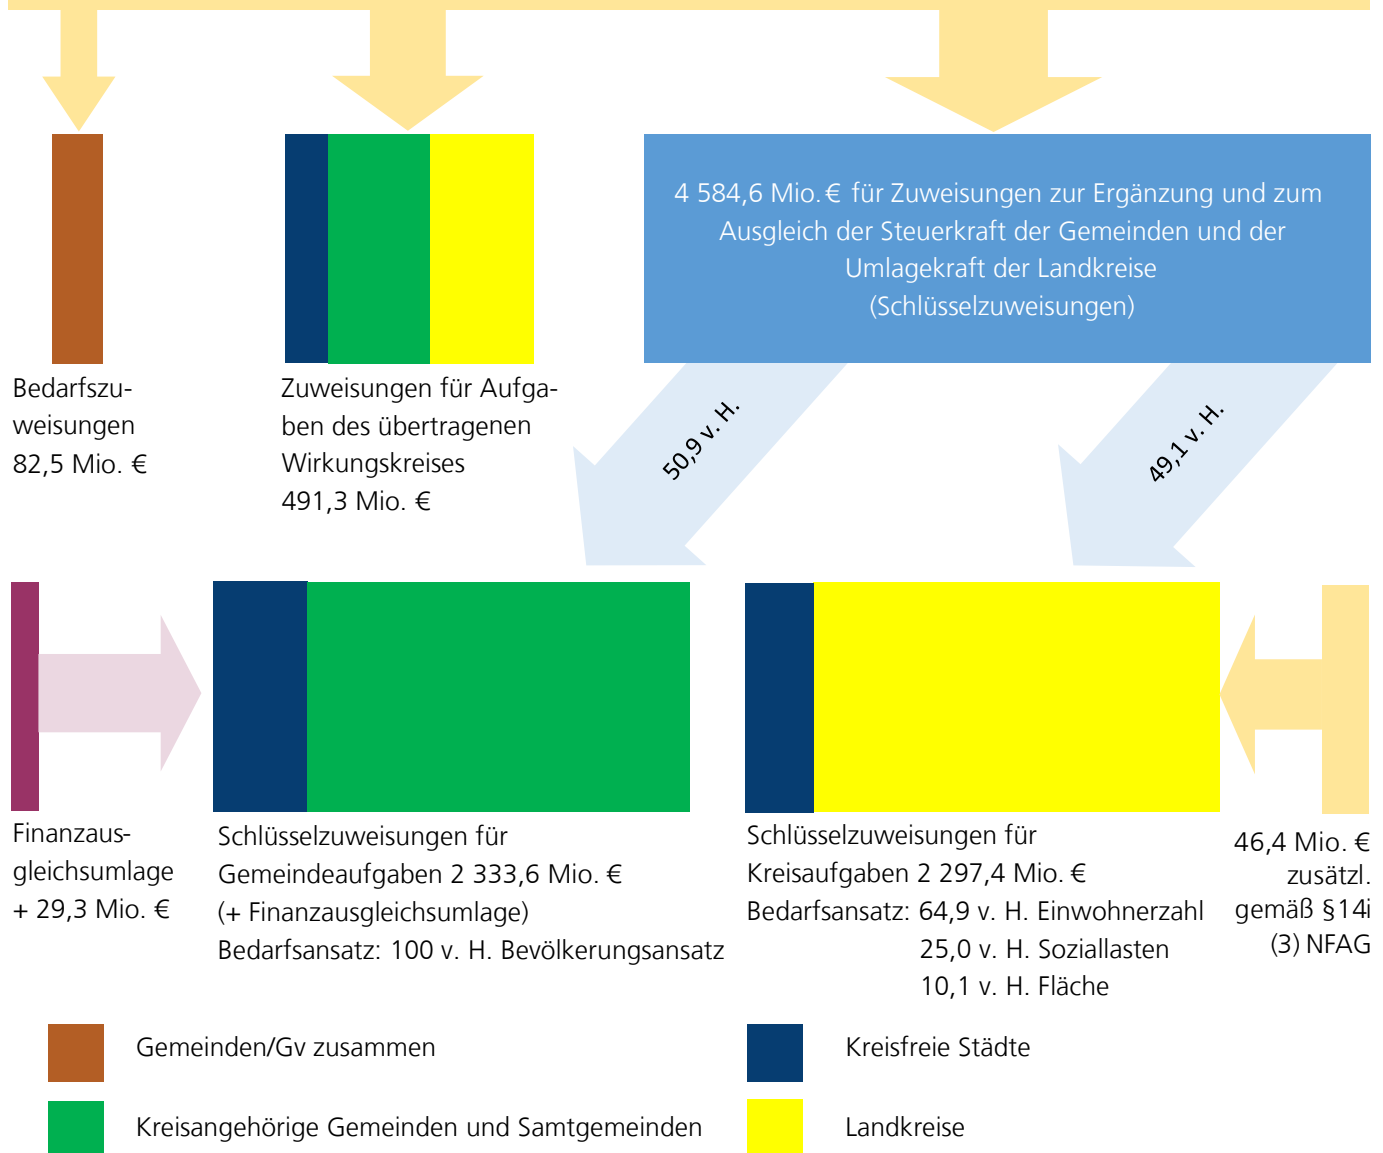 4 584,6 Mio. € für Zuweisungen zur Ergänzung und zum
Ausgleich der Steuerkraft der Gemeinden und der
Umlagekraft der Landkreise
(Schlüsselzuweisungen)
Bedarfszu-
weisungen
82,5 Mio. €
Zuweisungen für Aufga-
ben des übertragenen
Wirkungskreises
491,3 Mio. €
50,9 v. H.
49,1 v. H.
Finanzaus-
gleichsumlage
+ 29,3 Mio. €
Schlüsselzuweisungen für
Gemeindeaufgaben 2 333,6 Mio. €
(+ Finanzausgleichsumlage)
Bedarfsansatz: 100 v. H. Bevölkerungsansatz
Schlüsselzuweisungen für
Kreisaufgaben 2 297,4 Mio. €
Bedarfsansatz: 64,9 v. H. Einwohnerzahl
25,0 v. H. Soziallasten
10,1 v. H. Fläche
46,4 Mio. €
zusätzl.
gemäß §14i
(3) NFAG
Gemeinden/Gv zusammen
Kreisfreie Städte
Kreisangehörige Gemeinden und Samtgemeinden
Landkreise